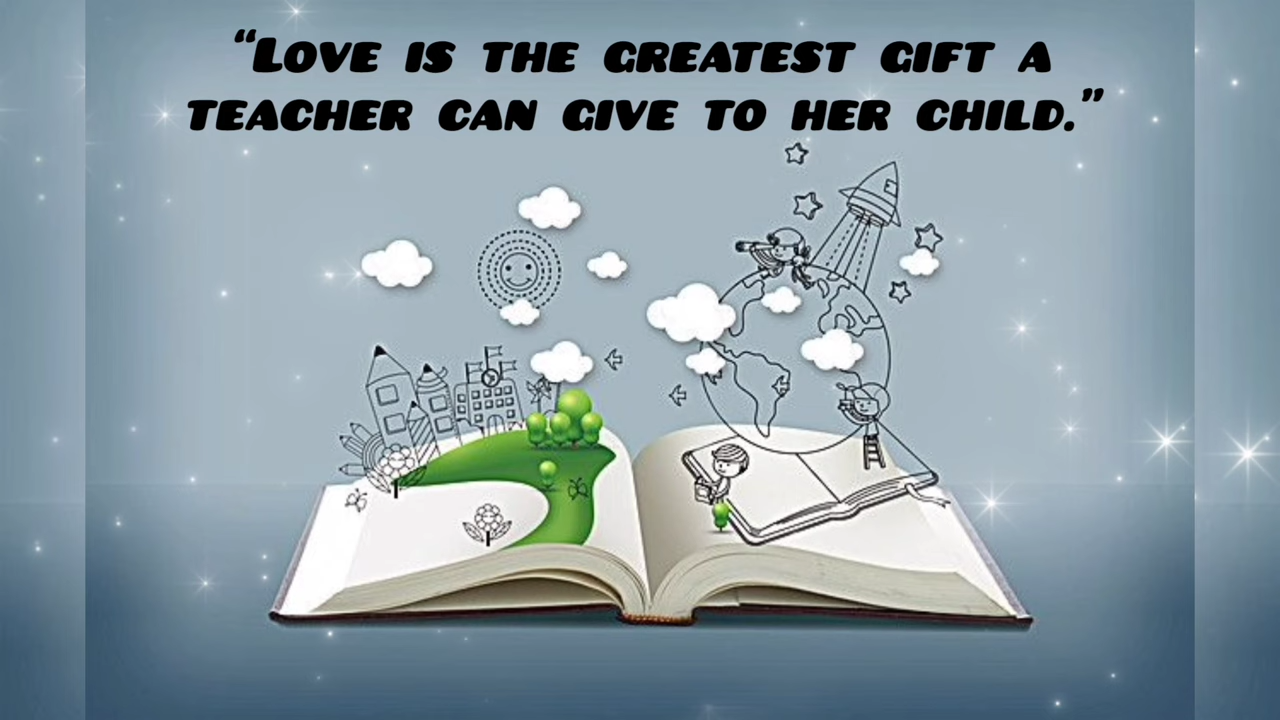 “Love is the greatest gift a
teacher can give to her child.”